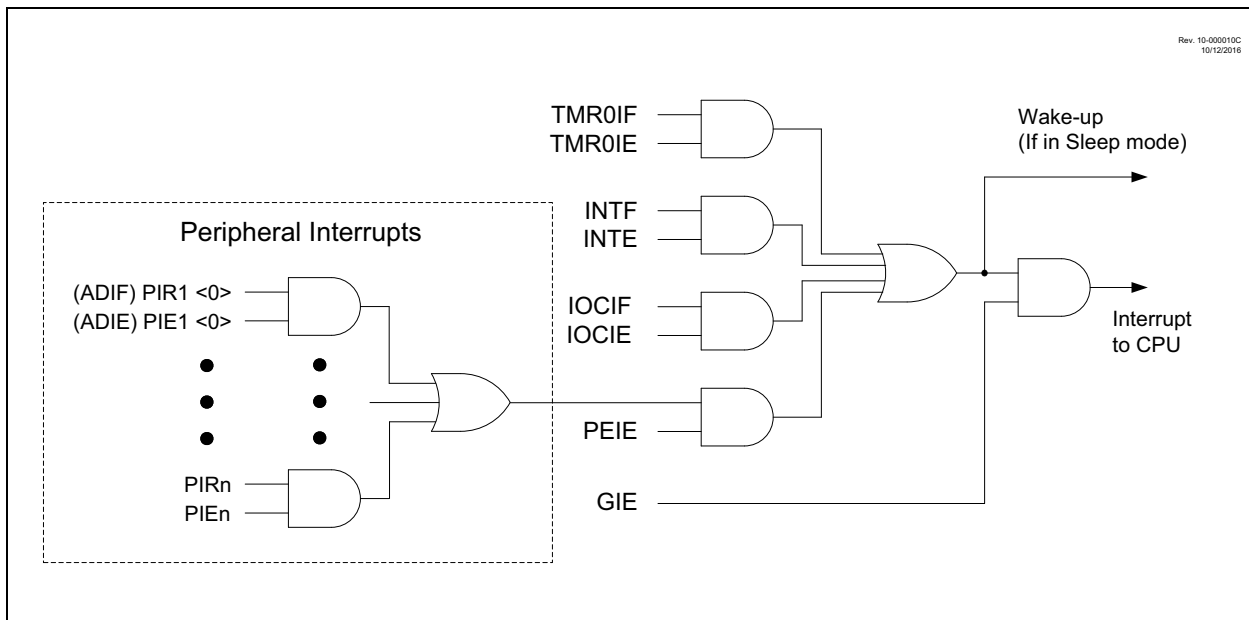 Rev. 10-000010C
10/12/2016
TMR0IF
TMR0IE
Wake-up
(If in Sleep mode)
INTF
INTE
Peripheral Interrupts
(ADIF) PIR1 <0>
(ADIE) PIE1 <0>
IOCIF
IOCIE
Interrupt
to CPU
PEIE
PIRn
PIEn
GIE